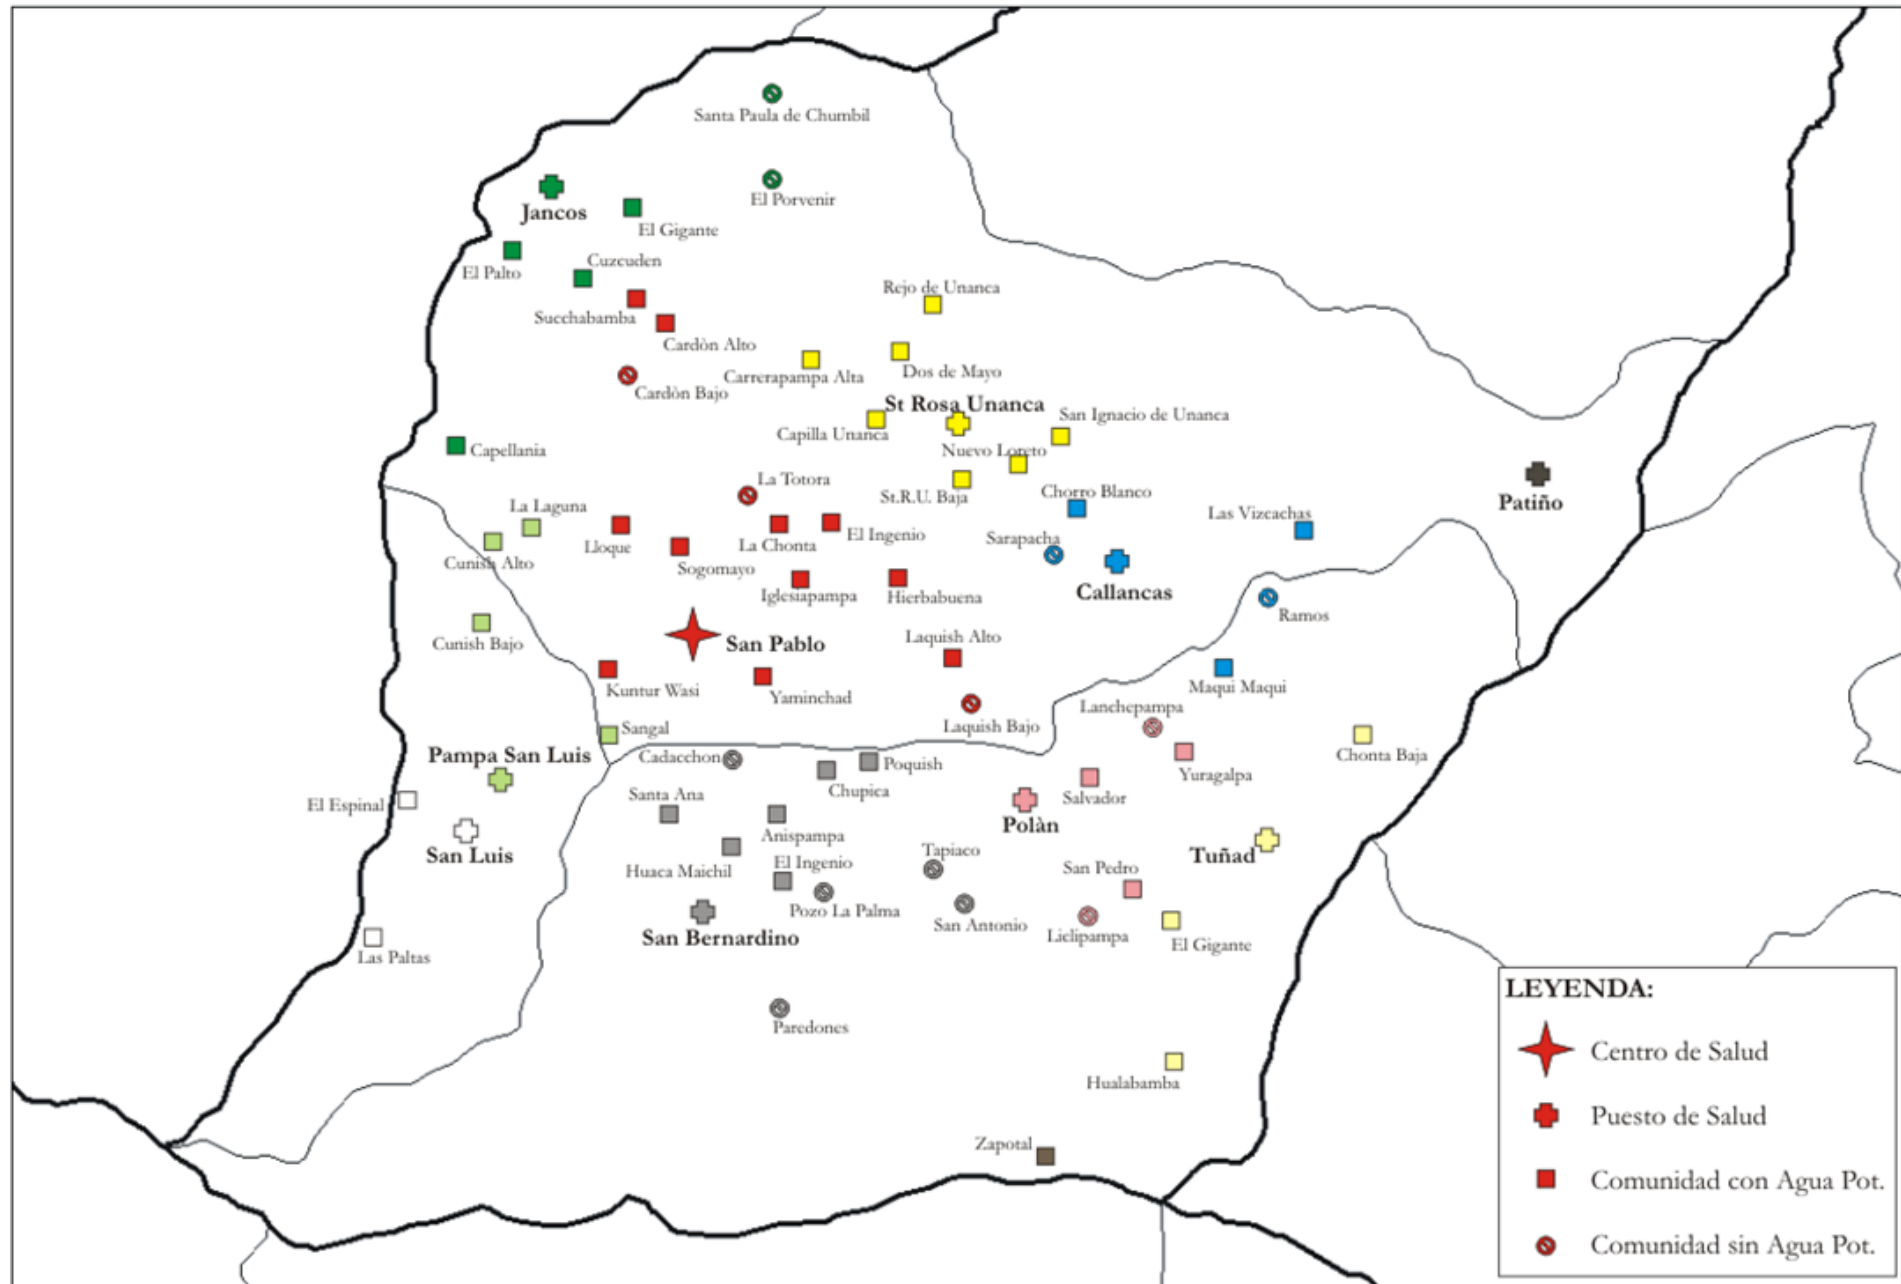 Santa Paula de Chumbil
El Porvenir
Jancos
El Gigante
El Palto
Cuzcuden
Succhabamba
Cardòn Alto
Cardòn Bajo
Rejo de Unanca
Carrerapampa Alta
Dos de Mayo
St Rosa Unanca
San Ignacio de Unanca
Capilla Unanca
Nuevo Loreto
Capellania
La Totora
St.R.U. Baja
Chorro Blanco
Patiño
La Laguna
Las Vizcachas
Lloque
La Chonta
El Ingenio
Sarapacha
Cunish Alto
Sogomayo
Iglesiapampa
Hierbabuena
Callancas
Ramos
Cunish Bajo
San Pablo
Laquish Alto
Kuntur Wasi
Yaminchad
Maqui Maqui
Lanchepampa
Laquish Bajo
Sangal
Pampa San Luis
Cadacchon
Poquish
Yuragalpa
Chonta Baja
El Espinal
Santa Ana
Chupica
Salvador
Polàn
San Luis
Anispampa
Tuñad
Huaca Maichil
El Ingenio
Tapiaco
San Pedro
Pozo La Palma
San Antonio
San Bernardino
Liclipampa
El Gigante
Las Paltas
Paredones
Hualabamba
Zapotal
LEYENDA:
Centro de Salud
Puesto de Salud
Comunidad con Agua Pot.
Comunidad sin Agua Pot.